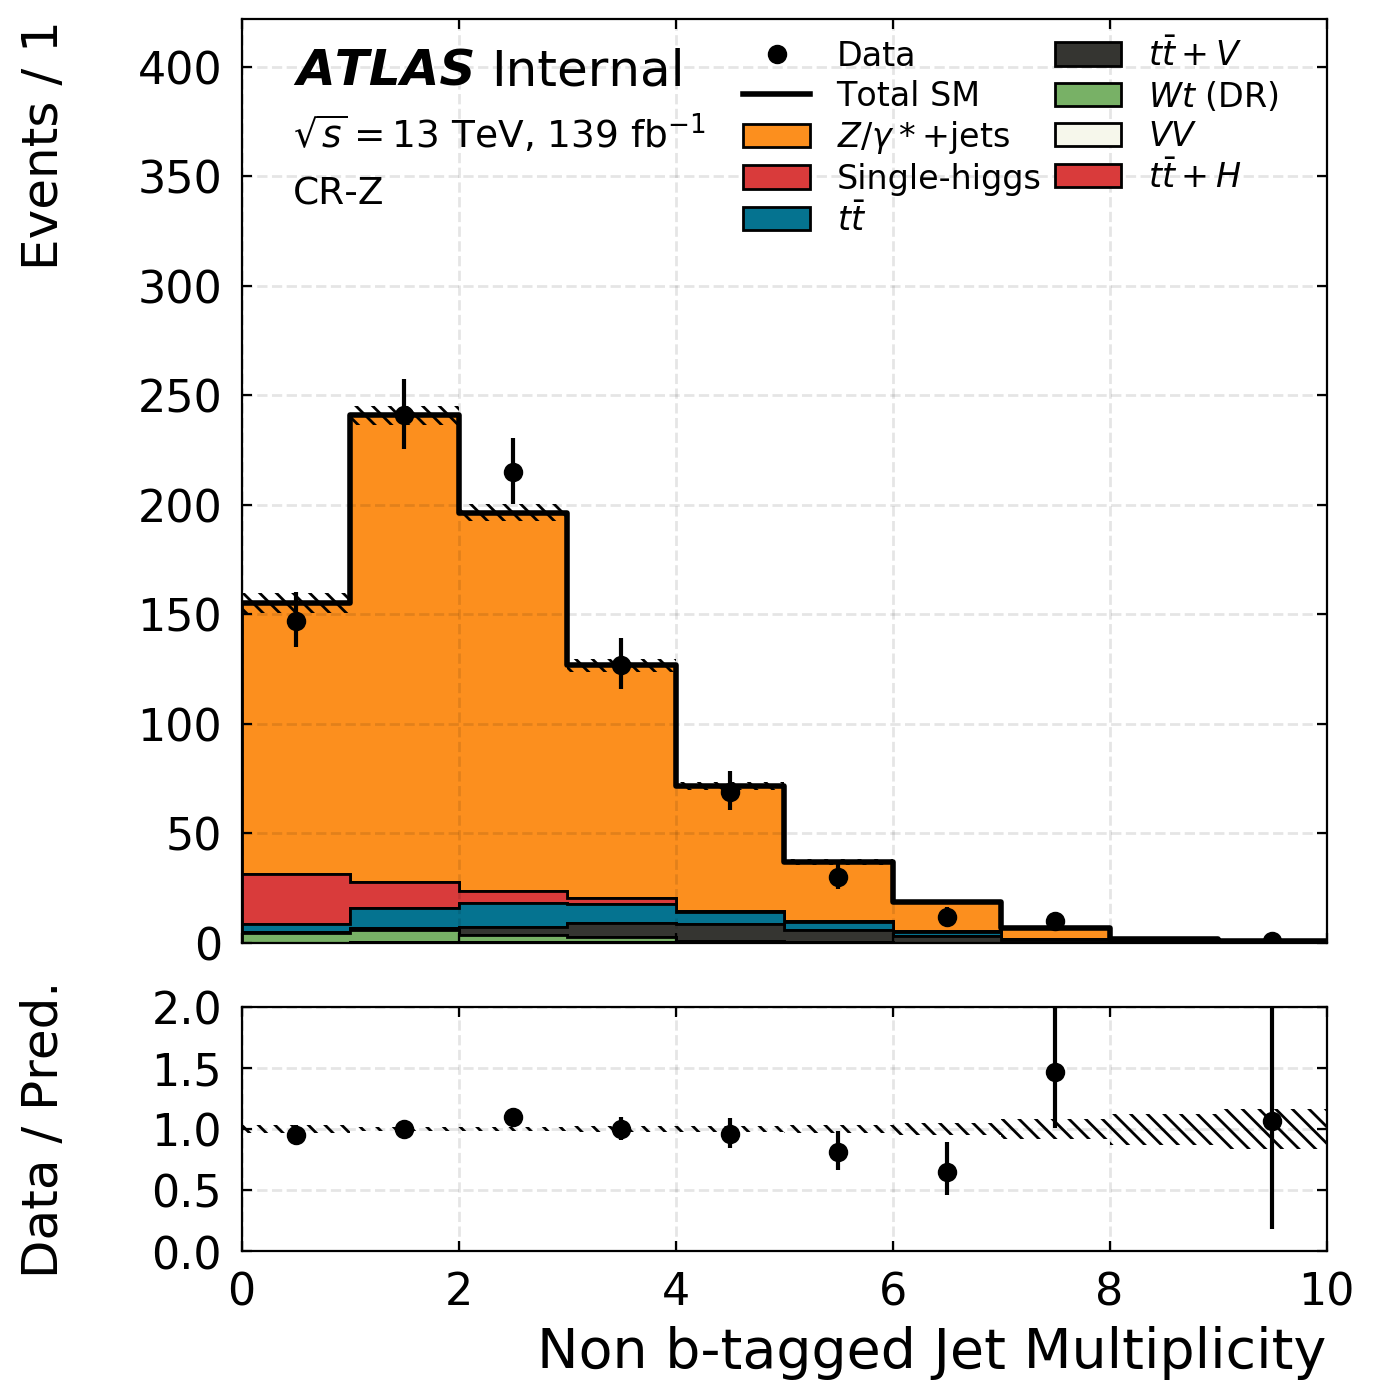 Events / 1
400
350
300
250
200
150
100
50
0
ATLAS Internal
√s = 13 TeV, 139 fb⁻¹
CR-Z
Data
Total SM
Z/γ*+jets
Single-higgs
tt̄
tt̄ + V
Wt (DR)
VV
tt̄ + H
Data / Pred.
2.0
1.5
1.0
0.5
0.0
0 2 4 6 8 10
Non b-tagged Jet Multiplicity